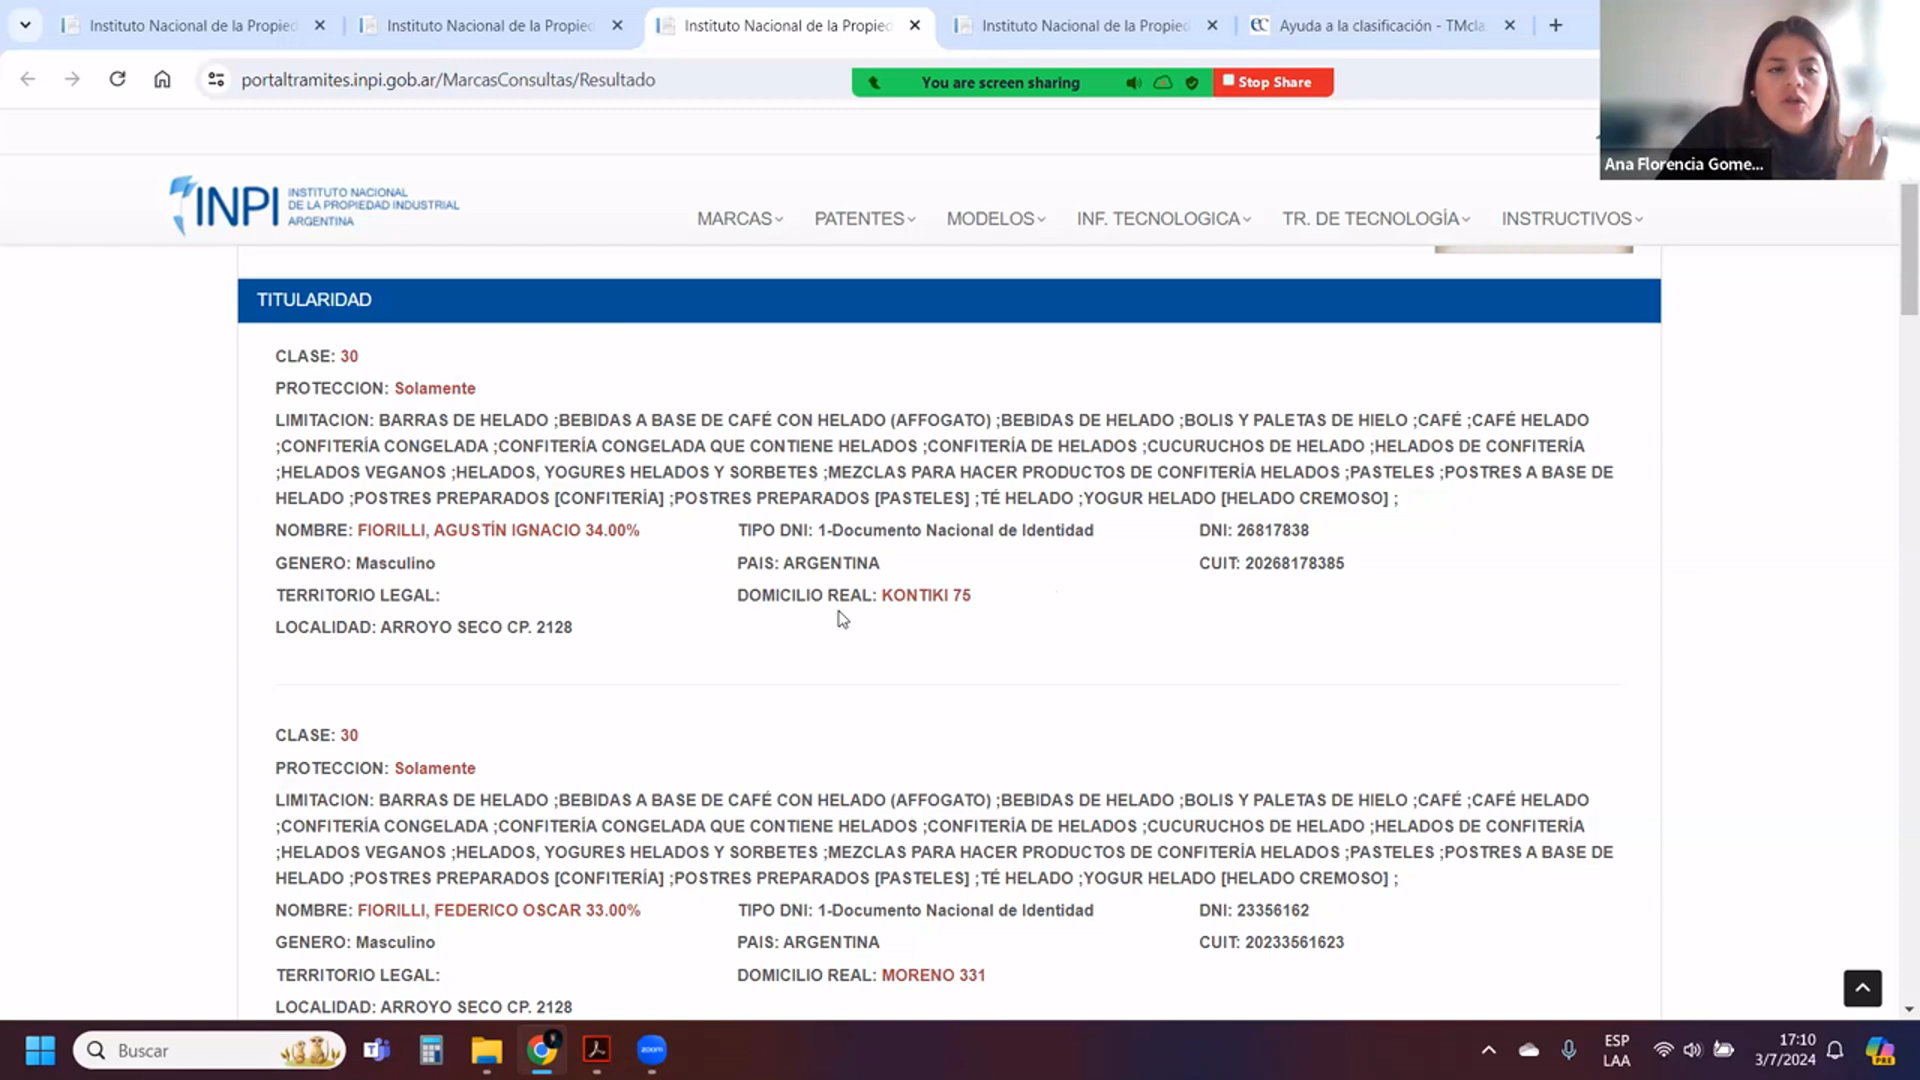 Instituto Nacional de la Propied
Instituto Nacional de la Propied
Instituto Nacional de la Propied
Instituto Nacional de la Propied
Ayuda a la clasificación - TMcla
portaltramites.inpi.gob.ar/MarcasConsultas/Resultado
You are screen sharing
Stop Share
Ana Florencia Gome...
INPI
INSTITUTO NACIONAL
DE LA PROPIEDAD INDUSTRIAL
ARGENTINA
MARCAS
PATENTES
MODELOS
INF. TECNOLOGICA
TR. DE TECNOLOGÍA
INSTRUCTIVOS
TITULARIDAD
CLASE: 30
PROTECCION: Solamente
LIMITACION: BARRAS DE HELADO ;BEBIDAS A BASE DE CAFÉ CON HELADO (AFFOGATO) ;BEBIDAS DE HELADO ;BOLIS Y PALETAS DE HIELO ;CAFÉ ;CAFÉ HELADO
;CONFITERÍA CONGELADA ;CONFITERÍA CONGELADA QUE CONTIENE HELADOS ;CONFITERÍA DE HELADOS ;CUCURUCHOS DE HELADO ;HELADOS DE CONFITERÍA
;HELADOS VEGANOS ;HELADOS, YOGURES HELADOS Y SORBETES ;MEZCLAS PARA HACER PRODUCTOS DE CONFITERÍA HELADOS ;PASTELES ;POSTRES A BASE DE
HELADO ;POSTRES PREPARADOS [CONFITERÍA] ;POSTRES PREPARADOS [PASTELES] ;TÉ HELADO ;YOGUR HELADO [HELADO CREMOSO] ;
NOMBRE: FIORILLI, AGUSTÍN IGNACIO 34.00%
TIPO DNI: 1-Documento Nacional de Identidad
DNI: 26817838
GENERO: Masculino
PAIS: ARGENTINA
CUIT: 20268178385
TERRITORIO LEGAL:
DOMICILIO REAL: KONTIKI 75
LOCALIDAD: ARROYO SECO CP. 2128
CLASE: 30
PROTECCION: Solamente
LIMITACION: BARRAS DE HELADO ;BEBIDAS A BASE DE CAFÉ CON HELADO (AFFOGATO) ;BEBIDAS DE HELADO ;BOLIS Y PALETAS DE HIELO ;CAFÉ ;CAFÉ HELADO
;CONFITERÍA CONGELADA ;CONFITERÍA CONGELADA QUE CONTIENE HELADOS ;CONFITERÍA DE HELADOS ;CUCURUCHOS DE HELADO ;HELADOS DE CONFITERÍA
;HELADOS VEGANOS ;HELADOS, YOGURES HELADOS Y SORBETES ;MEZCLAS PARA HACER PRODUCTOS DE CONFITERÍA HELADOS ;PASTELES ;POSTRES A BASE DE
HELADO ;POSTRES PREPARADOS [CONFITERÍA] ;POSTRES PREPARADOS [PASTELES] ;TÉ HELADO ;YOGUR HELADO [HELADO CREMOSO] ;
NOMBRE: FIORILLI, FEDERICO OSCAR 33.00%
TIPO DNI: 1-Documento Nacional de Identidad
DNI: 23356162
GENERO: Masculino
PAIS: ARGENTINA
CUIT: 20233561623
TERRITORIO LEGAL:
DOMICILIO REAL: MORENO 331
LOCALIDAD: ARROYO SECO CP. 2128
Buscar
zoom
ESP
LAA
17:10
3/7/2024
PRE